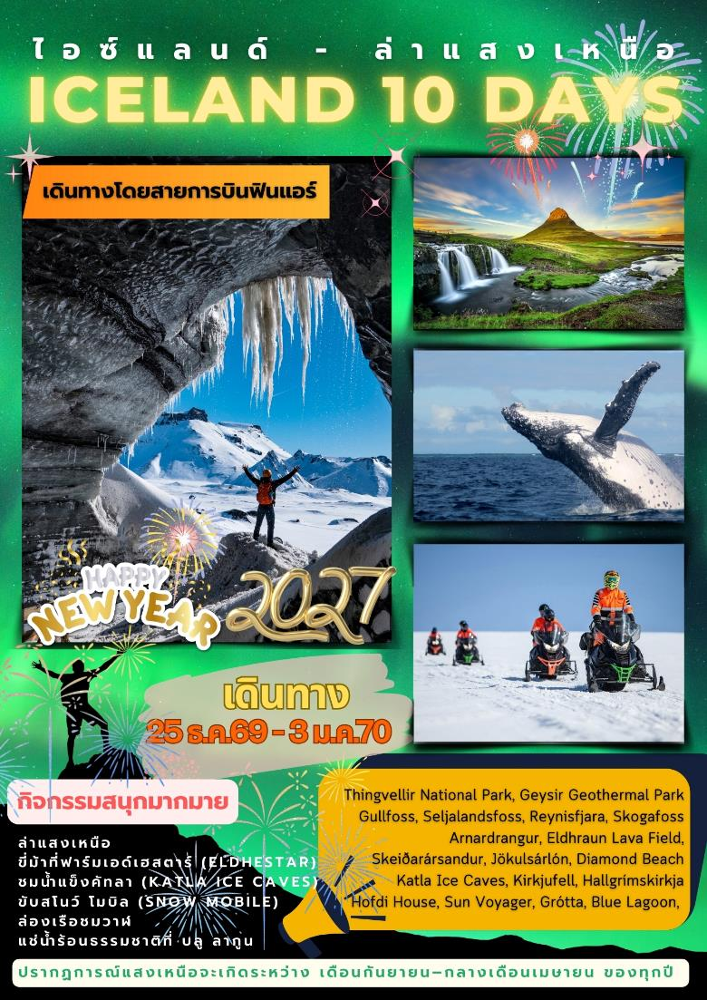 ไอซ์แลนด์ - ล่าแสงเหนือ
ICELAND 10 DAYS
เดินทางโดยสายการบินฟินแอร์
HAPPY
NEW YEAR
2027
เดินทาง
25 ธ.ค.69 - 3 ม.ค.70
กิจกรรมสนุกมากมาย
ล่าแสงเหนือ
ขี่ม้าที่ฟาร์มเอด์เฮสตาร์ (ELDHESTAR)
ชมน้ำแข็งคัทลา (KATLA ICE CAVES)
ขับสโนว์ โมบิล (SNOW MOBILE)
ล่องเรือชมวาฬ
แช่น้ำร้อนธรรมชาติที่ บลู ลากูน
Thingvellir National Park, Geysir Geothermal Park
Gullfoss, Seljalandsfoss, Reynisfjara, Skogafoss
Arnardrangur, Eldhraun Lava Field,
Skeiðarársandur, Jökulsárlón, Diamond Beach
Katla Ice Caves, Kirkjufell, Hallgrímskirkja
Hofdi House, Sun Voyager, Grótta, Blue Lagoon,
ปรากฏการณ์แสงเหนือจะเกิดระหว่าง เดือนกันยายน–กลางเดือนเมษายน ของทุกปี